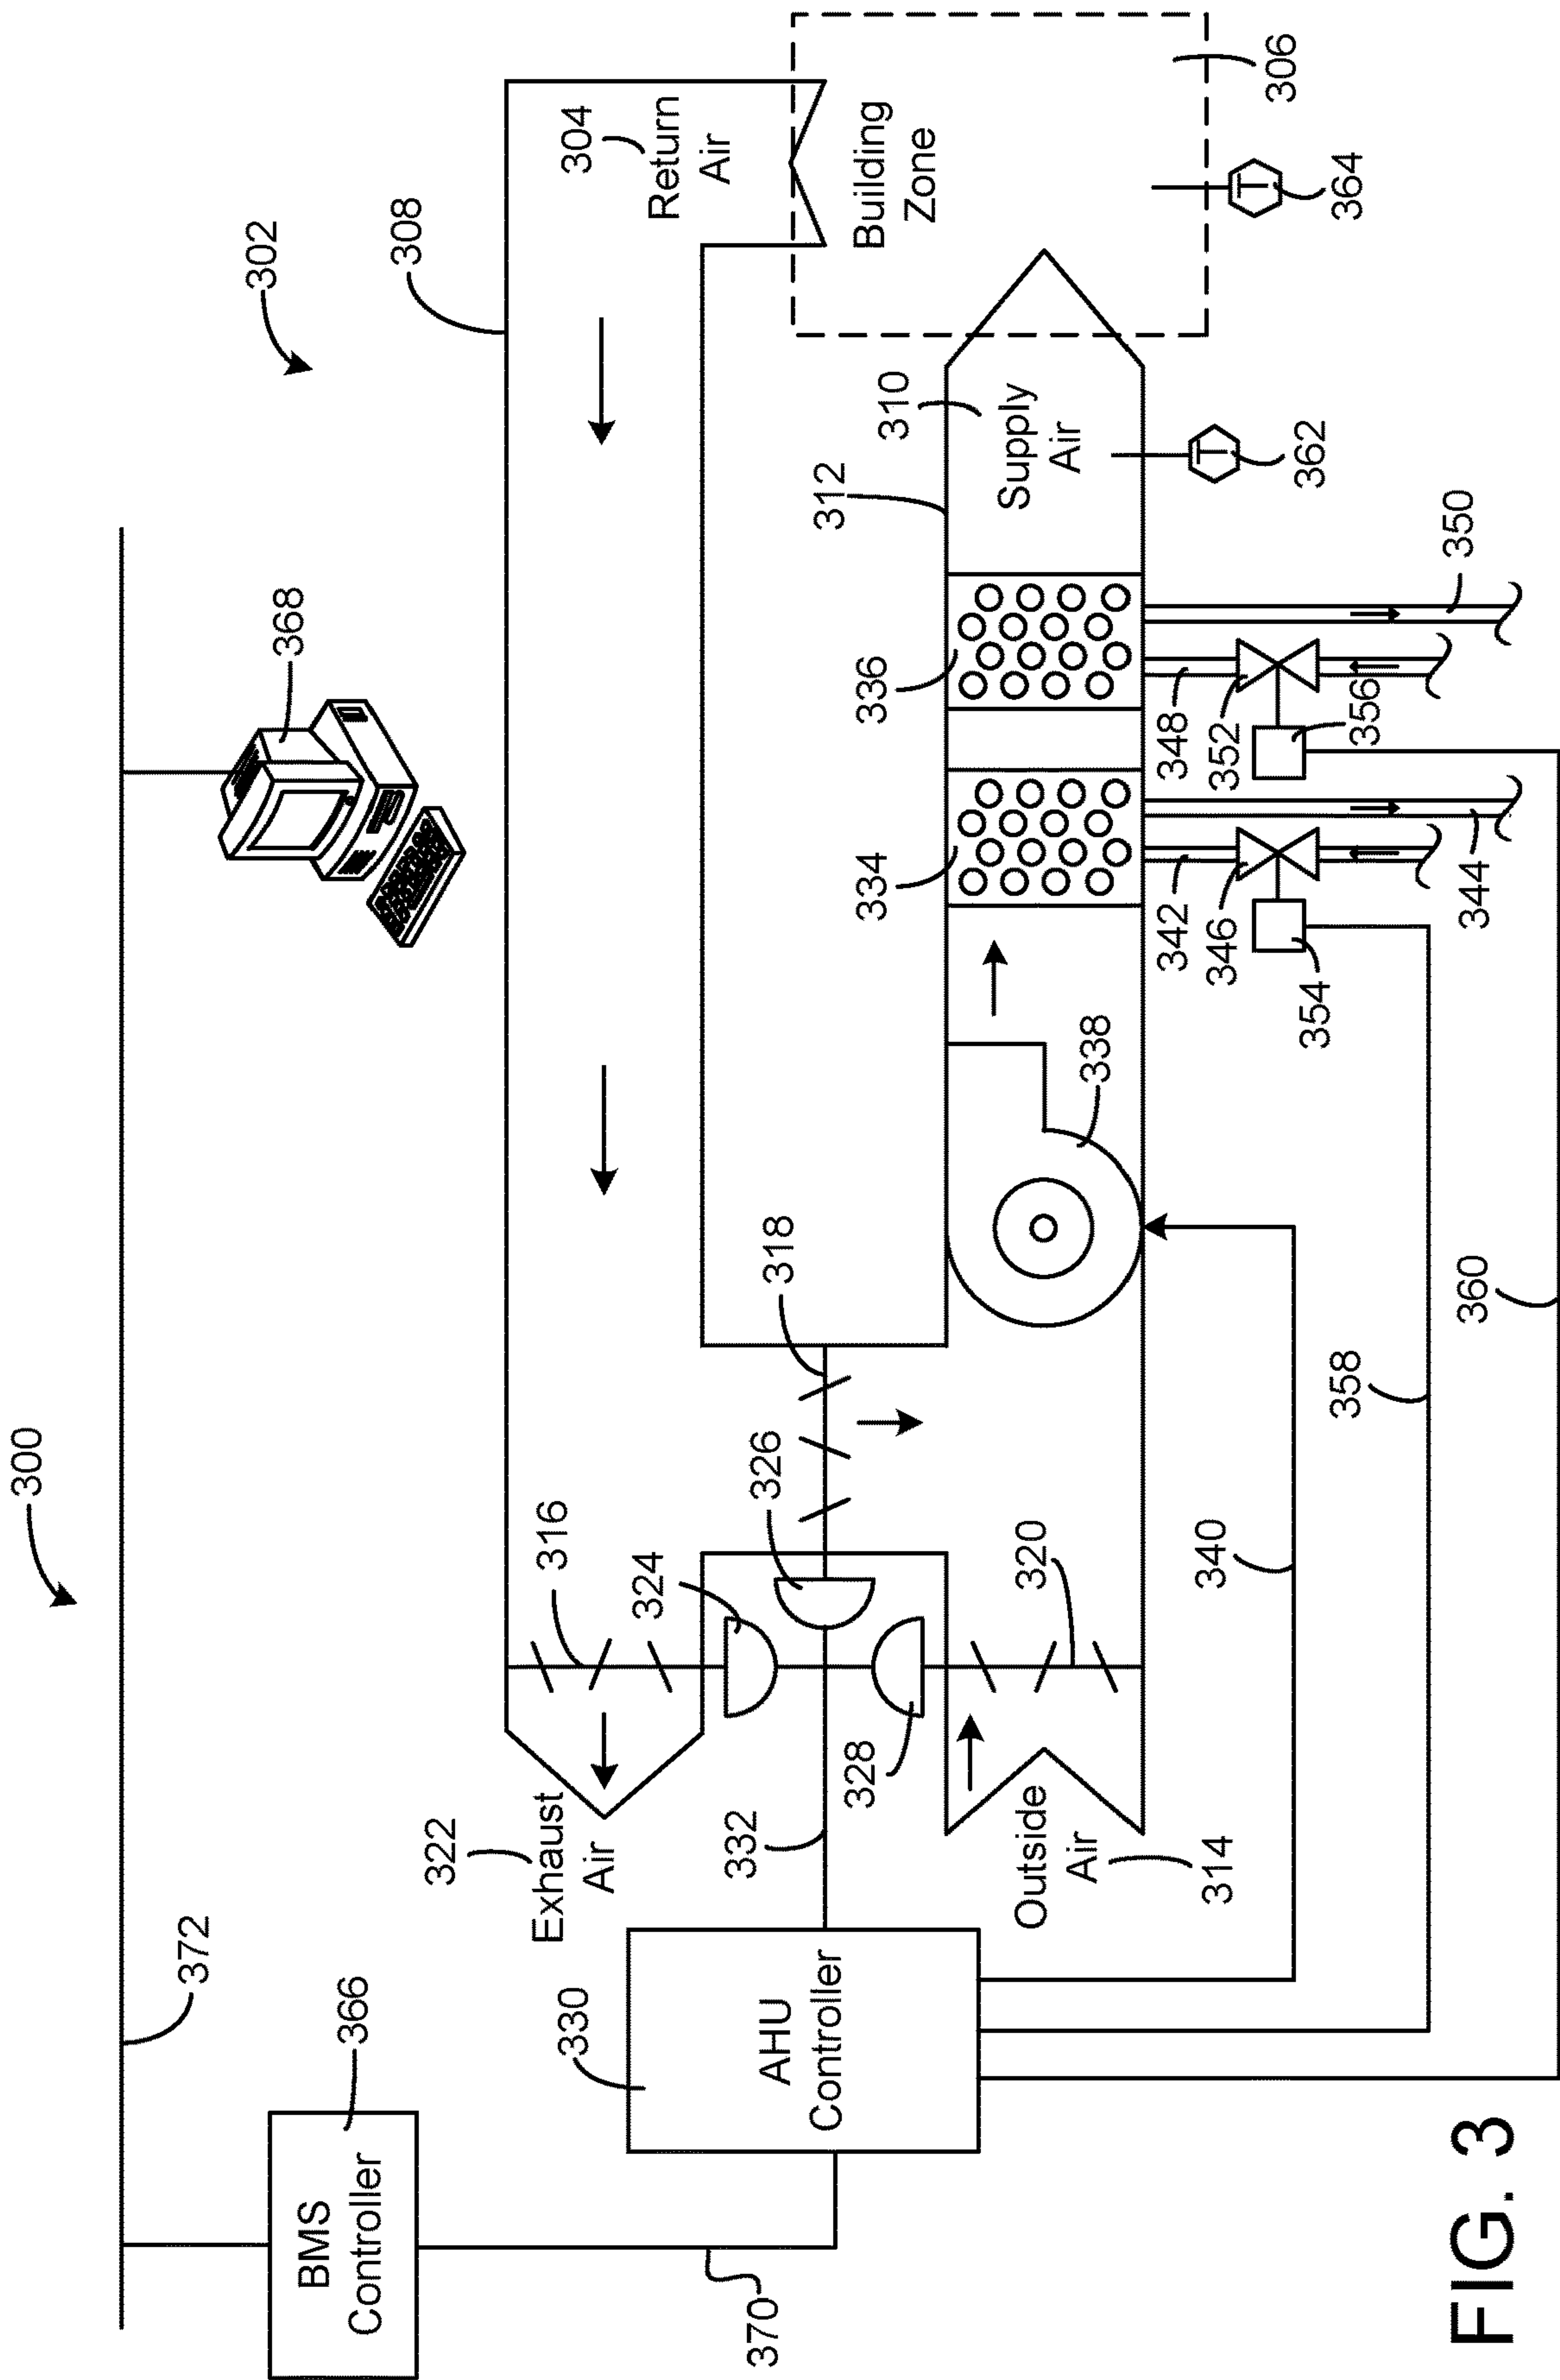 300
372
366
BMS
Controller
370
368
302
308
304
Return
Air
Building
Zone
306
364
322
Exhaust
Air
316
324
326
318
332
328
330
AHU
Controller
Outside
Air
314
320
338
334
336
312
310
Supply
Air
362
342
346
354
344
348
352
356
350
340
358
360
FIG. 3
T
T